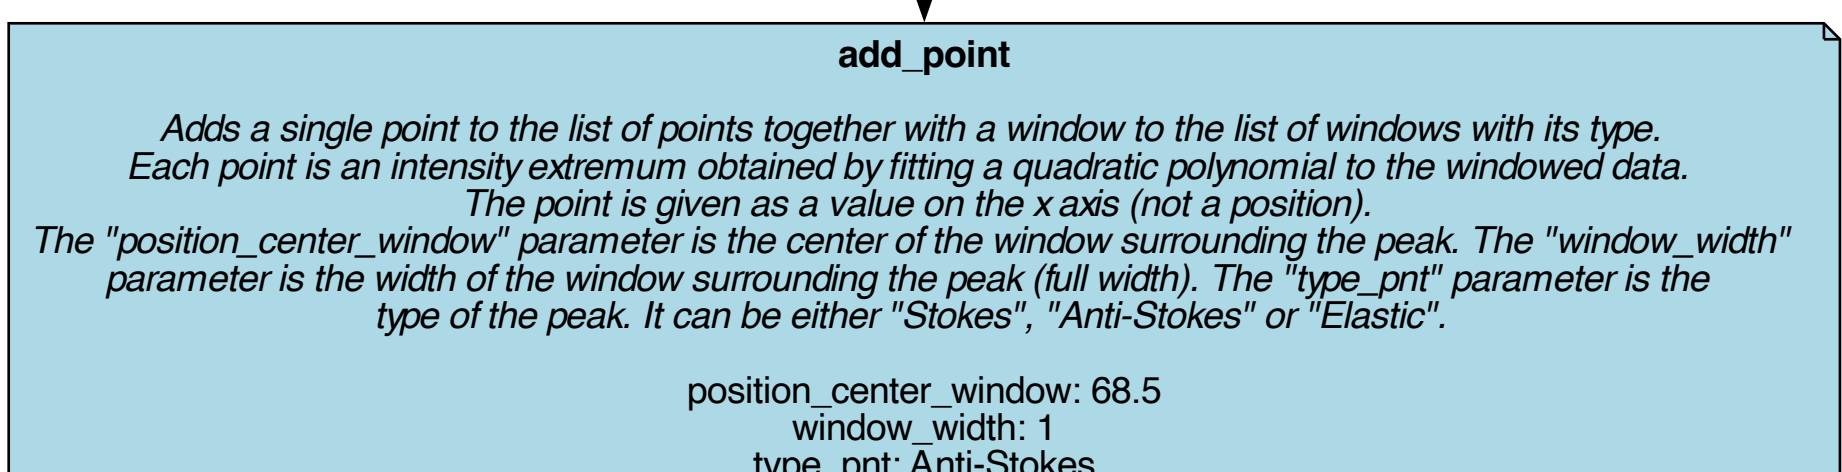 add_point
Adds a single point to the list of points together with a window to the list of windows with its type.
Each point is an intensity extremum obtained by fitting a quadratic polynomial to the windowed data.
The point is given as a value on the x axis (not a position).
The "position_center_window" parameter is the center of the window surrounding the peak. The "window_width"
parameter is the width of the window surrounding the peak (full width). The "type_pnt" parameter is the
type of the peak. It can be either "Stokes", "Anti-Stokes" or "Elastic".
position_center_window: 68.5
window_width: 1
type_pnt: Anti-Stokes